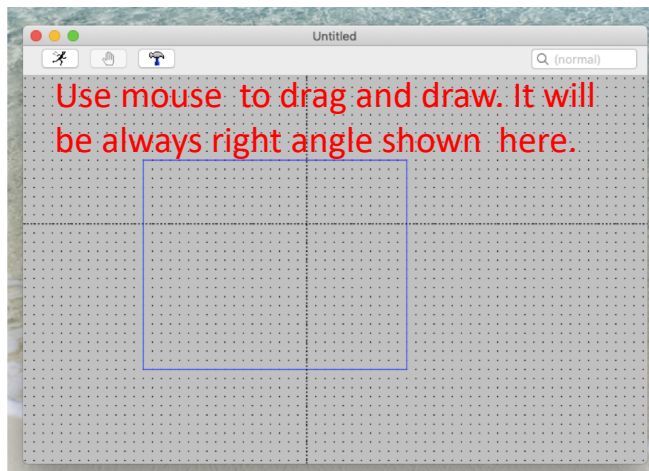 Untitled
(normal)
Use mouse to drag and draw. It will
be always right angle shown here.